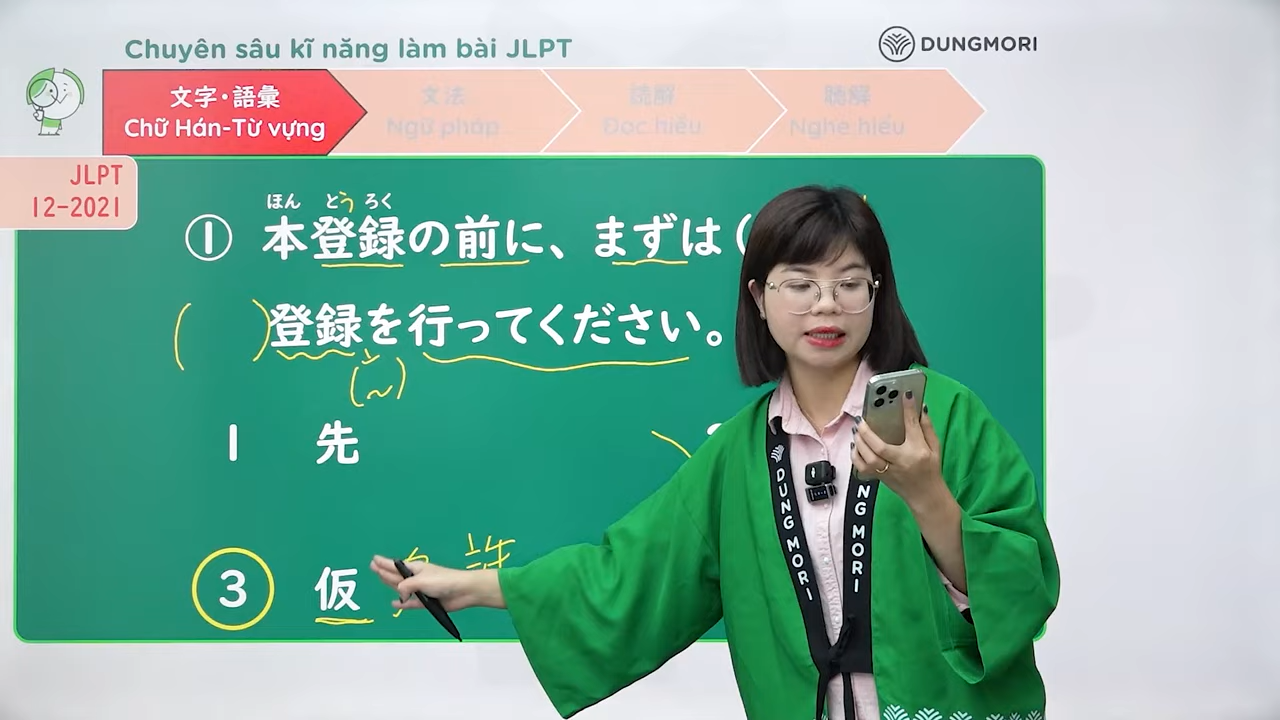 Chuyên sâu kĩ năng làm bài JLPT
DUNGMORI
文字・語彙
Chữ Hán-Từ vựng
文法
Ngữ pháp
読解
Đọc hiểu
聴解
Nghe hiểu
JLPT
12-2021
ほん とう ろく
① 本登録の前に、まずは(
( )登録を行ってください。
(~)
1 先
3 仮
DUNG MORI
NG MORI